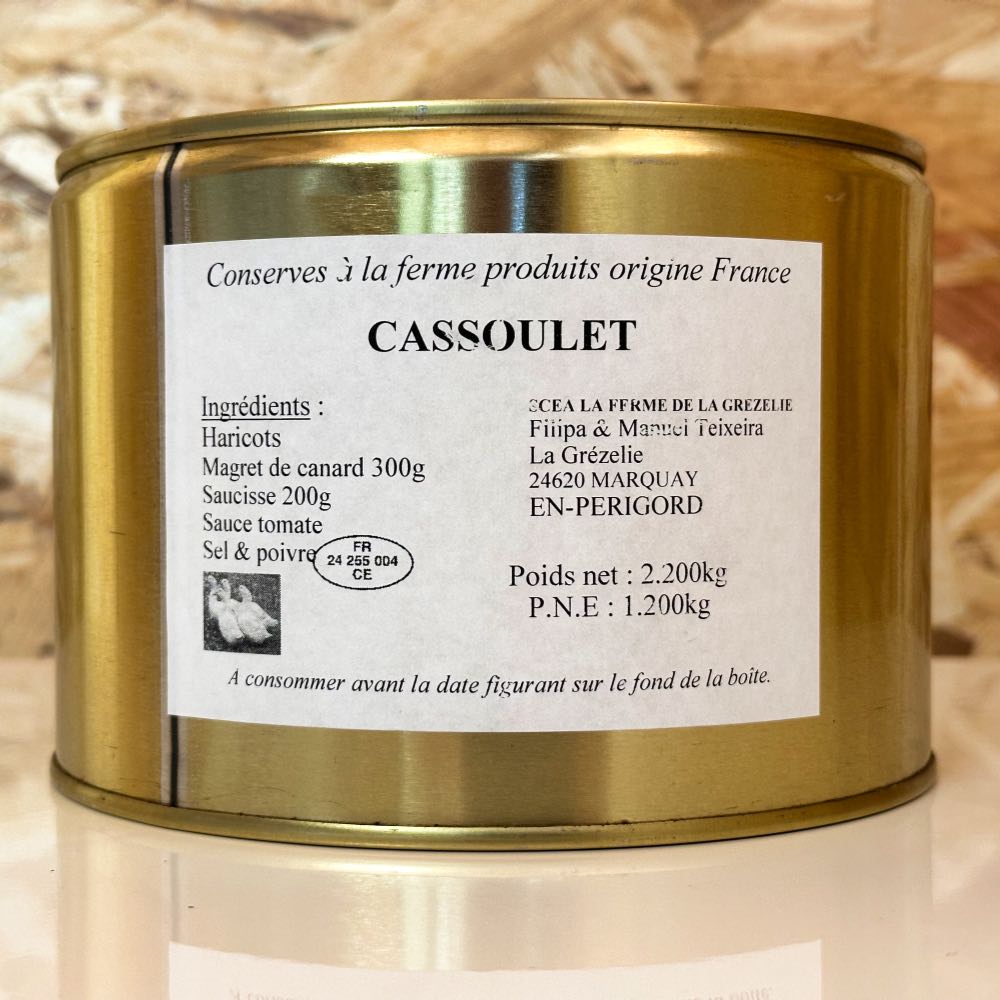 Conserves à la ferme produits origine France
CASSOULET
Ingrédients :
Haricots
Magret de canard 300g
Saucisse 200g
Sauce tomate
Sel & poivre
FR
24 255 004
CE
SCEA LA FERME DE LA GREZELIE
Filipa & Manuel Teixeira
La Grézelie
24620 MARQUAY
EN-PERIGORD
Poids net : 2.200kg
P.N.E : 1.200kg
A consommer avant la date figurant sur le fond de la boîte.